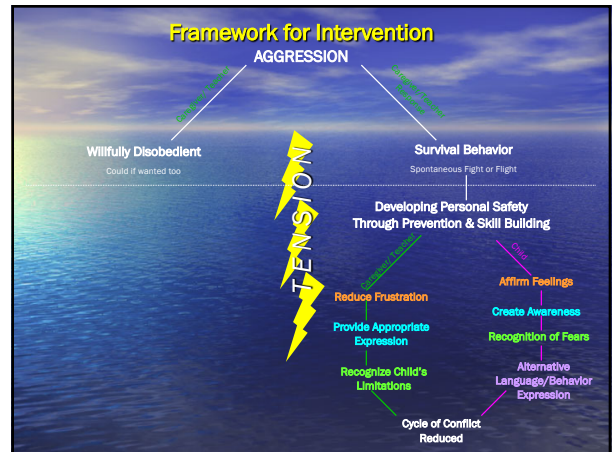 Framework for Intervention
AGGRESSION
Willfully Disobedient
Could if wanted too
Survival Behavior
Spontaneous Fight or Flight
TENSION
Developing Personal Safety
Through Prevention & Skill Building
Caregiver/Teacher
Child
Reduce Frustration
Provide Appropriate
Expression
Recognize Child's
Limitations
Affirm Feelings
Create Awareness
Recognition of Fears
Alternative
Language/Behavior
Expression
Cycle of Conflict
Reduced